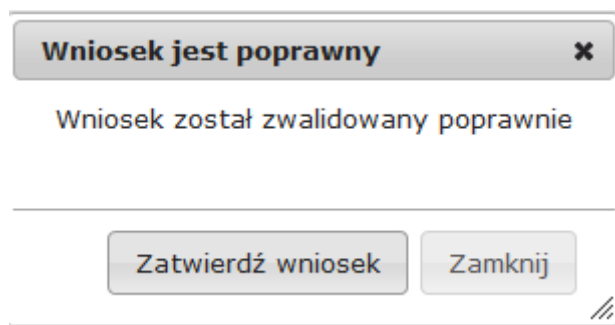 Wniosek jest poprawny
Wniosek został zwalidowany poprawnie
Zatwierdź wniosek
Zamknij